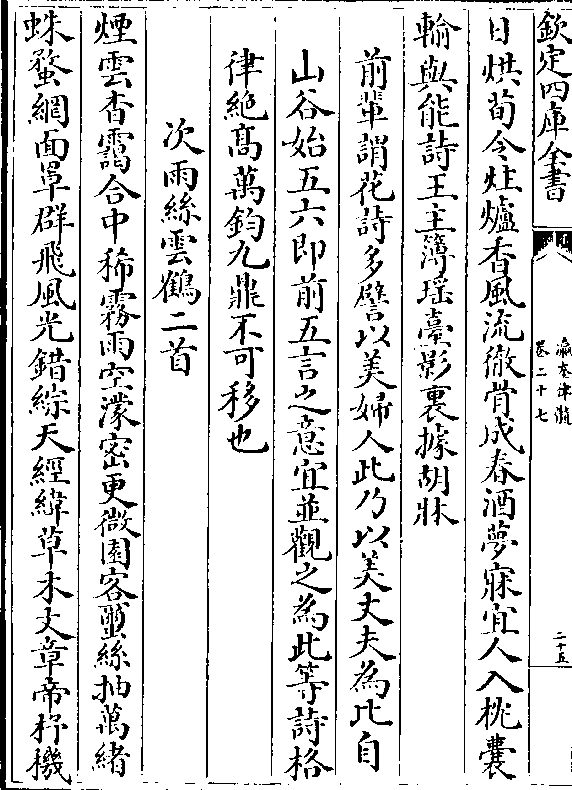 欽定四庫全書
瀛奎律髓
卷二十七
二十五
日烘荀令炷爐香風流徹骨成春酒夢寐宜人入枕囊
輸與能詩王主簿瑶臺影裏據胡牀
前輩謂花詩多譬以美婦人此乃以美丈夫為比自
山谷始五六即前五言之意宜並觀之為此等詩格
律絶髙萬鈞九鼎不可移也
次雨絲雲鶴二首
煙雲杳靄合中稀霧雨空濛密更微園客蠒絲抽萬緒
蛛蝥網面罩群飛風光錯綜天經緯草木文章帝杼機